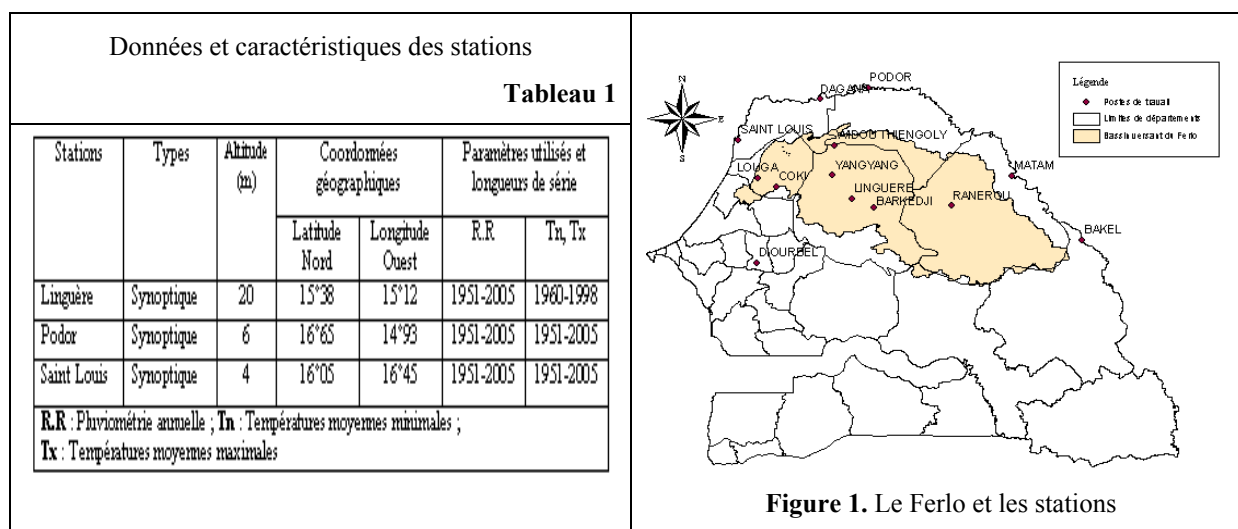 Données et caractéristiques des stations
Tableau 1
Stations Types Altitude (m) Coordonnées géographiques Paramètres utilisés et longueurs de série
Latitude Nord Longitude Ouest R.R Tn, Tx
Linguère Synoptique 20 15°38 15°12 1951-2005 1960-1998
Podor Synoptique 6 16°65 14°93 1951-2005 1951-2005
Saint Louis Synoptique 4 16°05 16°45 1951-2005 1951-2005
R.R : Pluviométrie annuelle ; Tn : Températures moyennes minimales ;
Tx : Températures moyennes maximales
N
E
S
Légende
Postes de travail
Limites de départements
Bassin versant du Ferlo
PODOR
DAGANA
SAINT LOUIS
YANGYANG
MATAM
LOUGA
COKI
LINGUERE
BARKEDJI
RANEROU
BAKEL
DIOURBEL
Figure 1. Le Ferlo et les stations